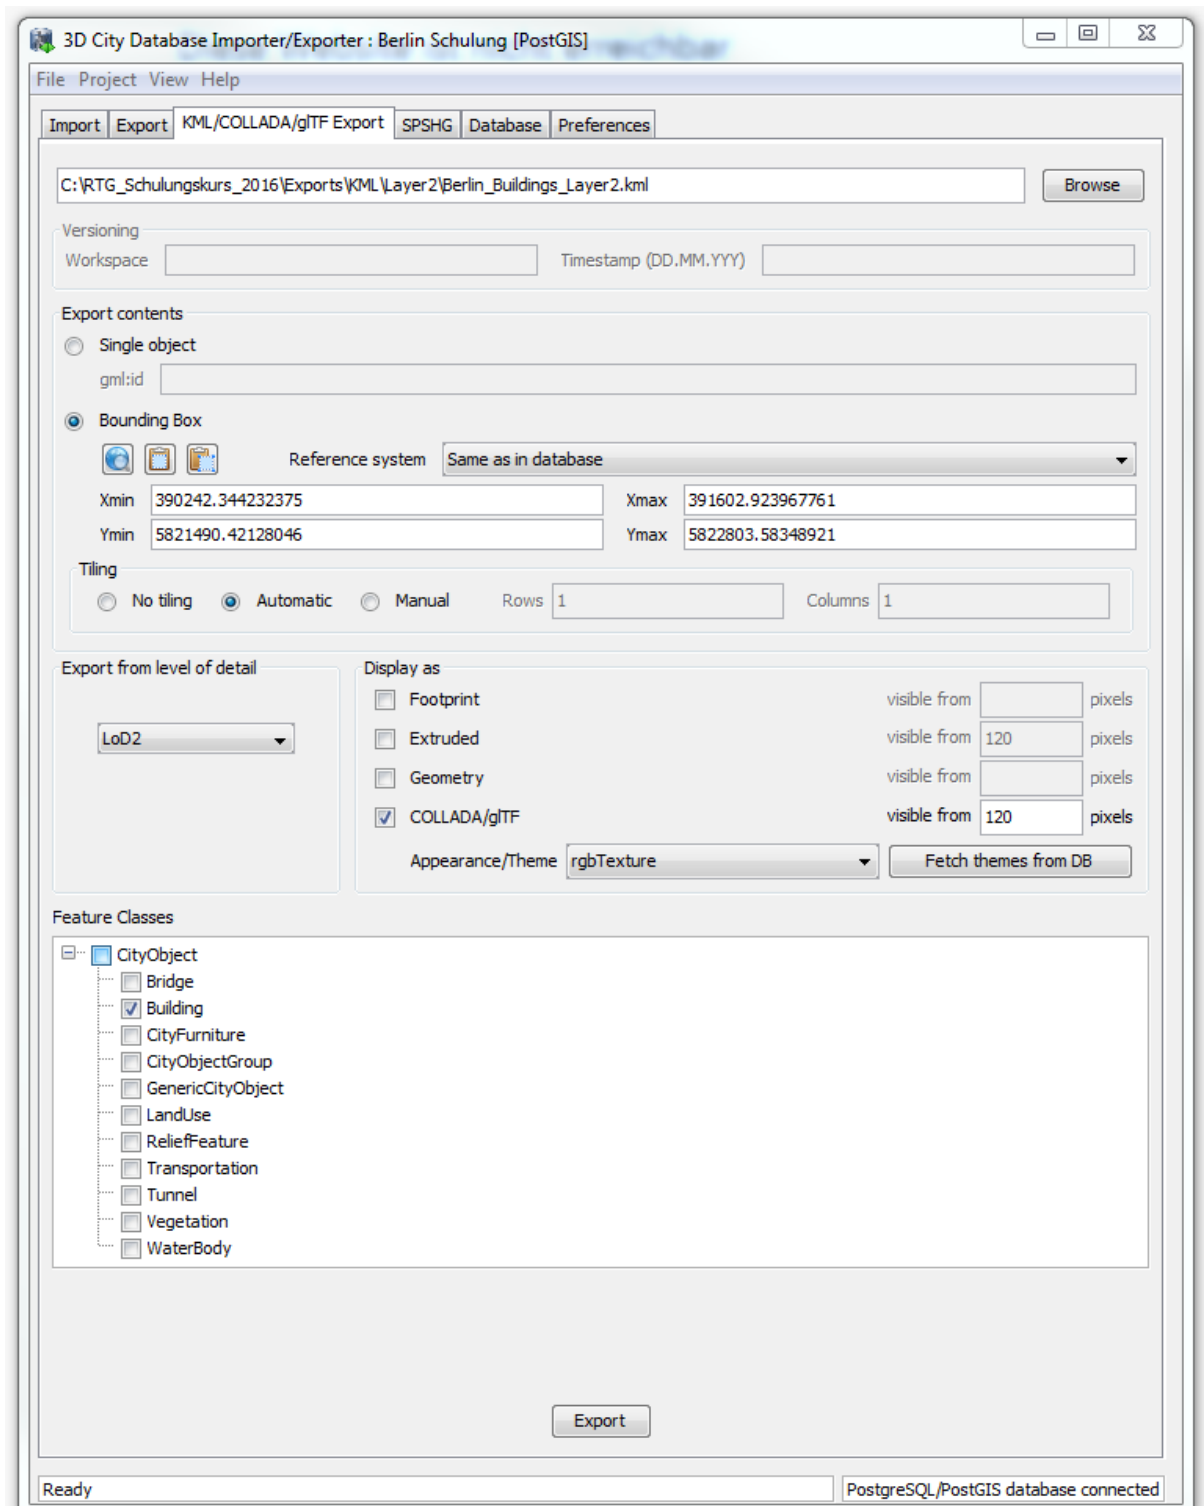 3D City Database Importer/Exporter : Berlin Schulung [PostGIS]
File Project View Help
Import Export KML/COLLADA/glTF Export SPSHG Database Preferences
C:\RTG_Schulungskurs_2016\Exports\KML\Layer2\Berlin_Buildings_Layer2.kml Browse
Versioning
Workspace Timestamp (DD.MM.YYY)
Export contents
Single object
gml:id
Bounding Box
Reference system Same as in database
Xmin 390242.344232375 Xmax 391602.923967761
Ymin 5821490.42128046 Ymax 5822803.58348921
Tiling
No tiling Automatic Manual Rows 1 Columns 1
Export from level of detail Display as
Footprint visible from pixels
LoD2 Extruded visible from 120 pixels
Geometry visible from pixels
COLLADA/glTF visible from 120 pixels
Appearance/Theme rgbTexture Fetch themes from DB
Feature Classes
CityObject
Bridge
Building
CityFurniture
CityObjectGroup
GenericCityObject
LandUse
ReliefFeature
Transportation
Tunnel
Vegetation
WaterBody
Export
Ready PostgreSQL/PostGIS database connected